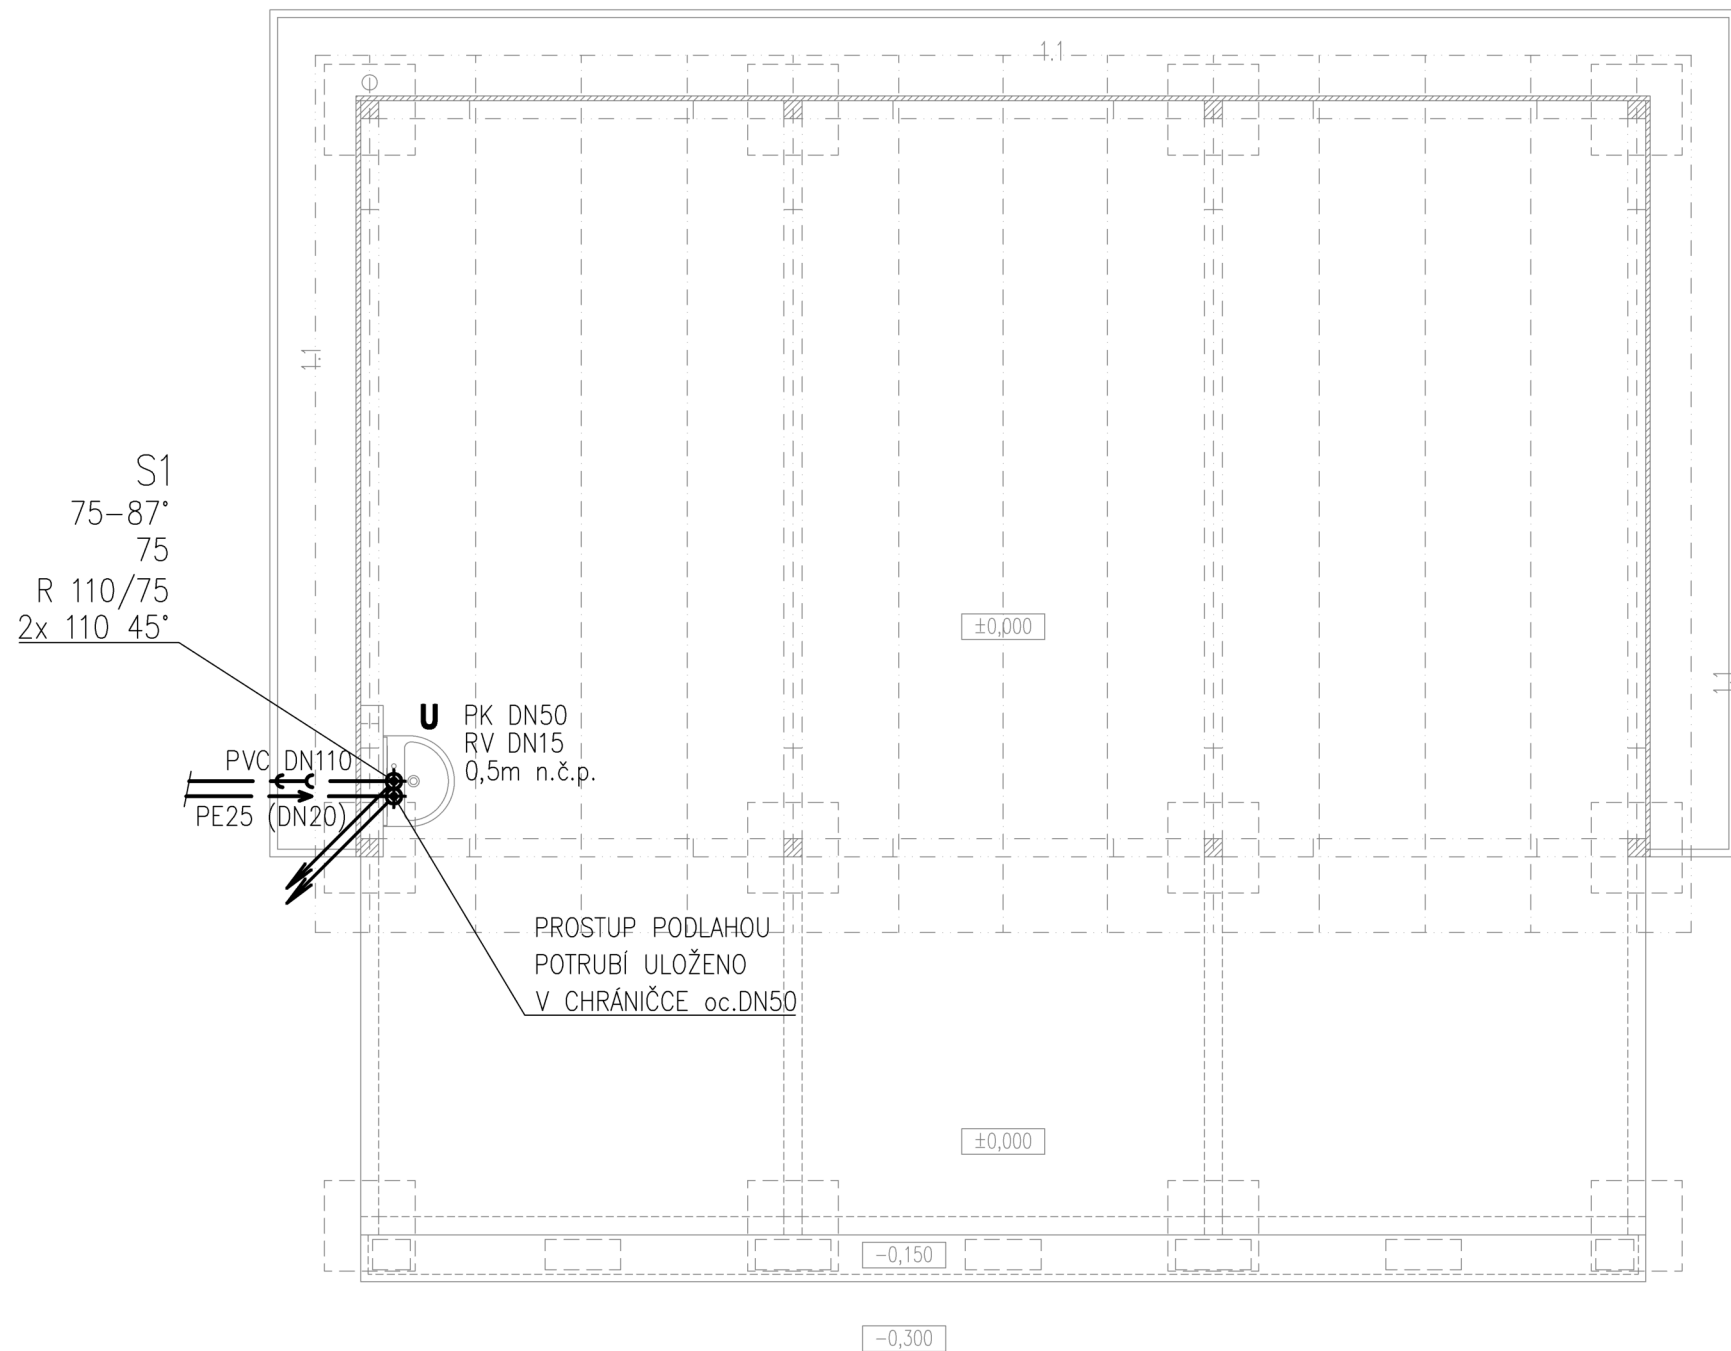 1.1
1.1
S1
75-87°
75
R 110/75
2x 110 45°
±0,000
1.1
U
PK DN50
RV DN15
0,5m n.č.p.
PVC DN110
PE25 (DN20)
PROSTUP PODLAHOU
POTRUBÍ ULOŽENO
V CHRÁNIČCE oc.DN50
±0,000
-0,150
-0,300